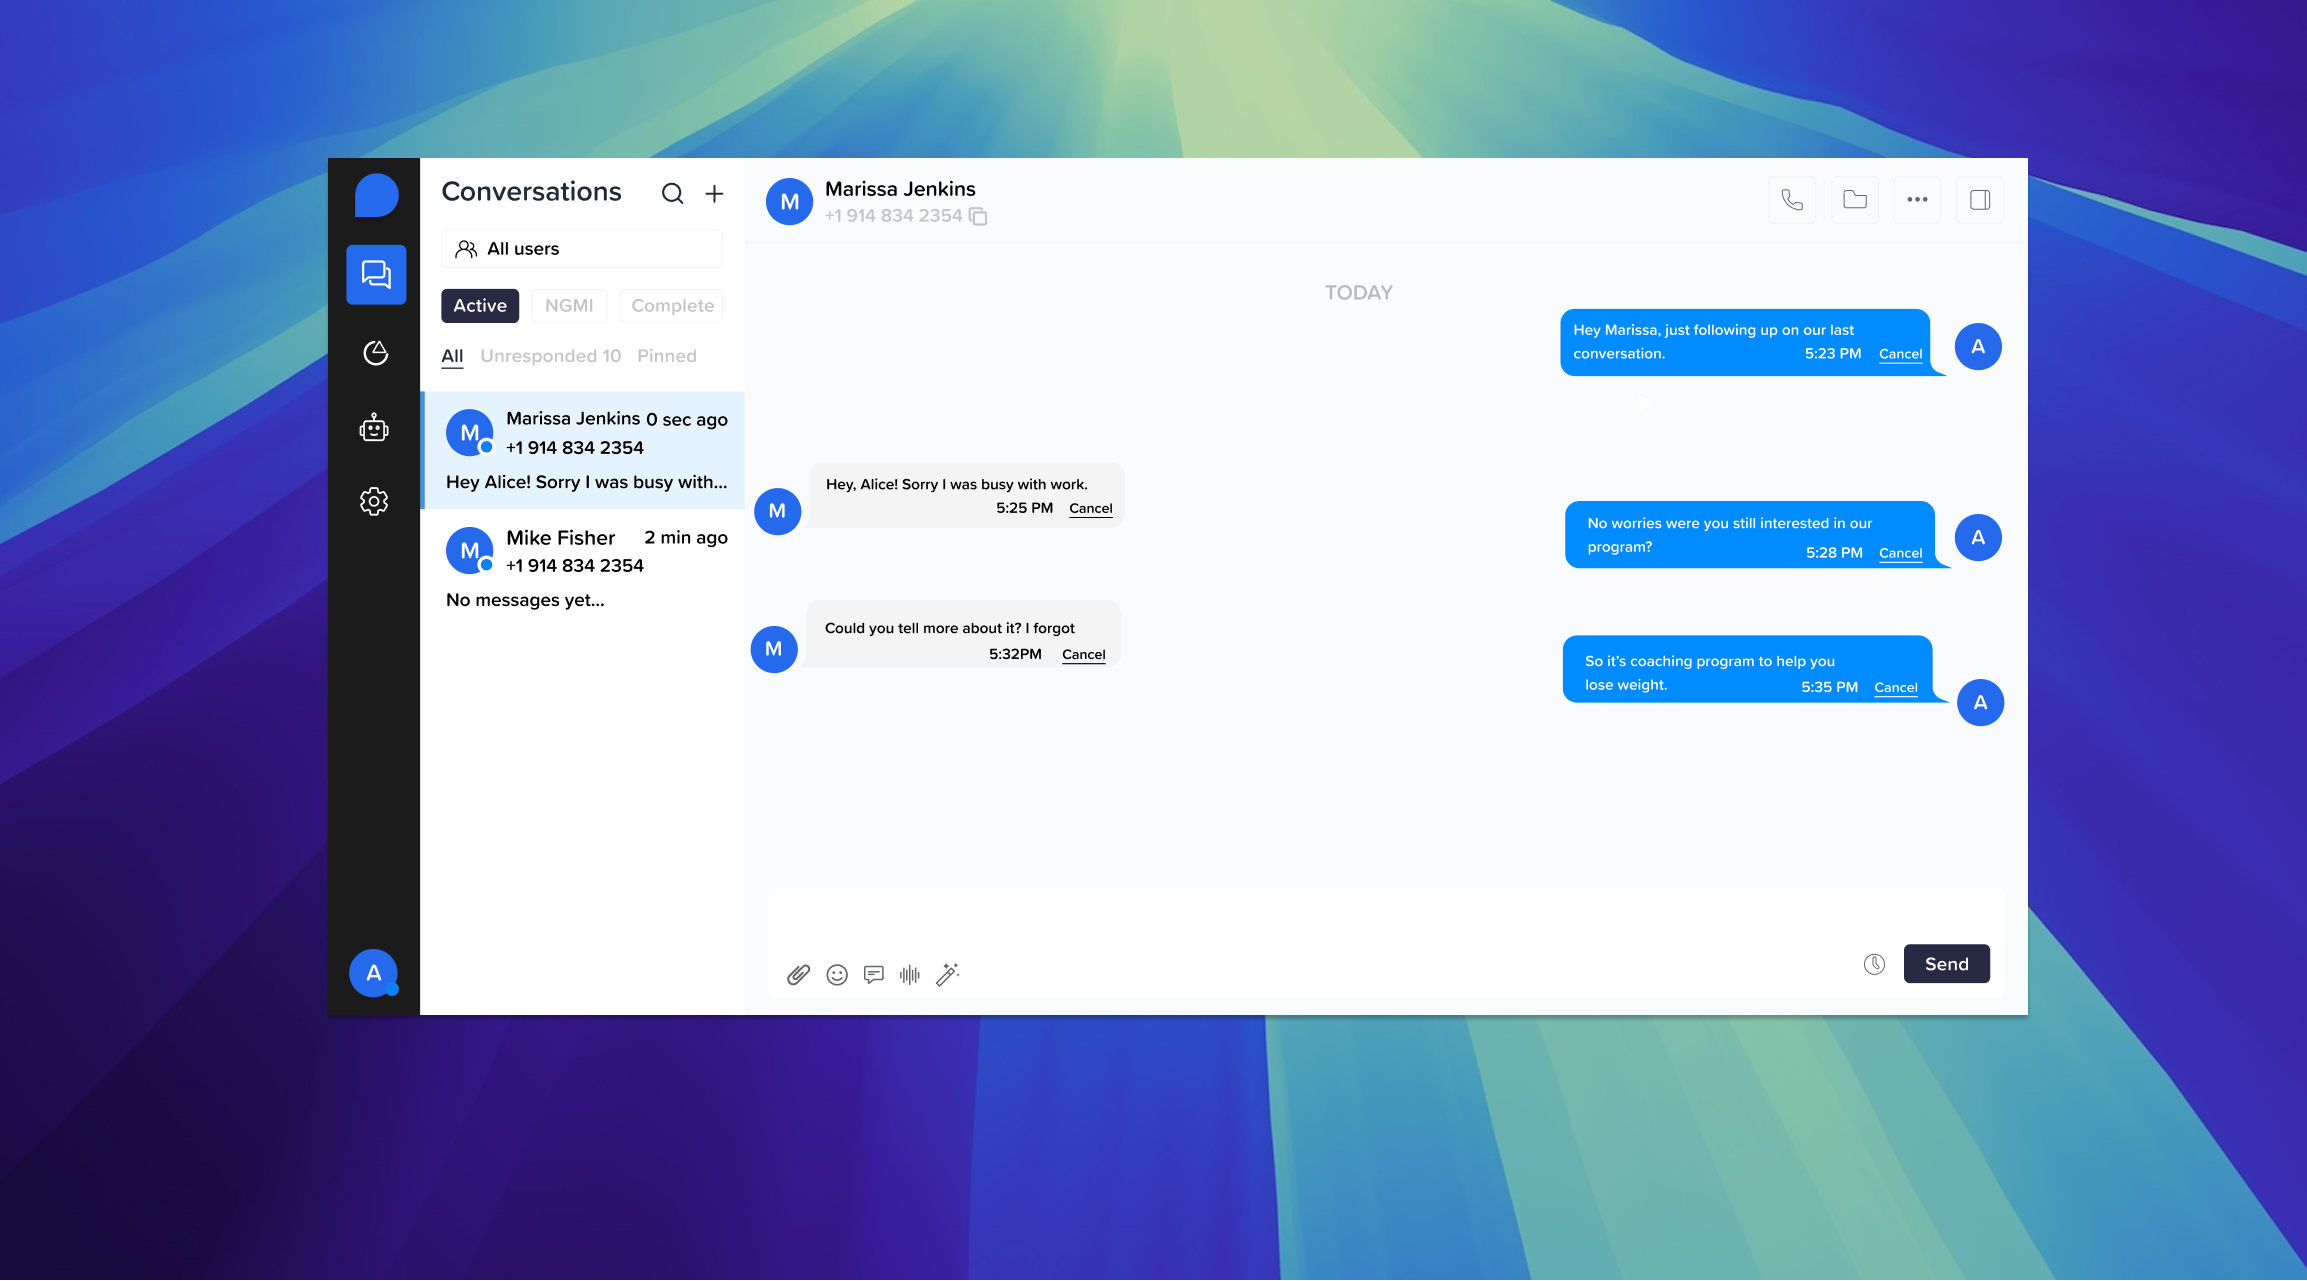 Conversations
All users
Active NGMI Complete
All Unresponded 10 Pinned
M Marissa Jenkins 0 sec ago
+1 914 834 2354
Hey Alice! Sorry I was busy with...
M Mike Fisher 2 min ago
+1 914 834 2354
No messages yet...
A
M Marissa Jenkins
+1 914 834 2354
TODAY
Hey Marissa, just following up on our last
conversation. 5:23 PM Cancel
A
Hey, Alice! Sorry I was busy with work.
5:25 PM Cancel
M
No worries were you still interested in our
program? 5:28 PM Cancel
A
Could you tell more about it? I forgot
5:32PM Cancel
M
So it's coaching program to help you
lose weight. 5:35 PM Cancel
A
Send